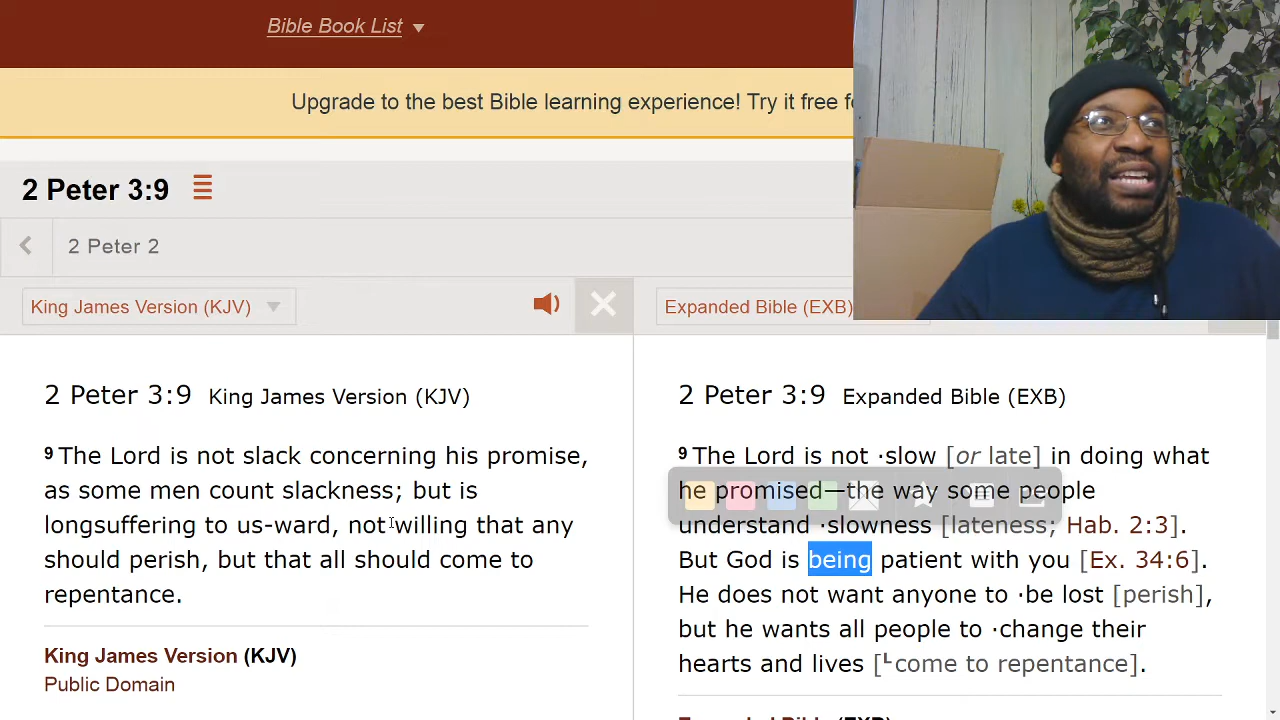 Bible Book List
Upgrade to the best Bible learning experience! Try it free
2 Peter 3:9
2 Peter 2
King James Version (KJV)
Expanded Bible (EXB)
2 Peter 3:9 King James Version (KJV)
9 The Lord is not slack concerning his promise,
as some men count slackness; but is
longsuffering to us-ward, not willing that any
should perish, but that all should come to
repentance.
King James Version (KJV)
Public Domain
2 Peter 3:9 Expanded Bible (EXB)
9 The Lord is not ·slow [or late] in doing what
he promised—the way some people
understand ·slowness [lateness; Hab. 2:3].
But God is being patient with you [Ex. 34:6].
He does not want anyone to ·be lost [perish],
but he wants all people to ·change their
hearts and lives [└come to repentance].